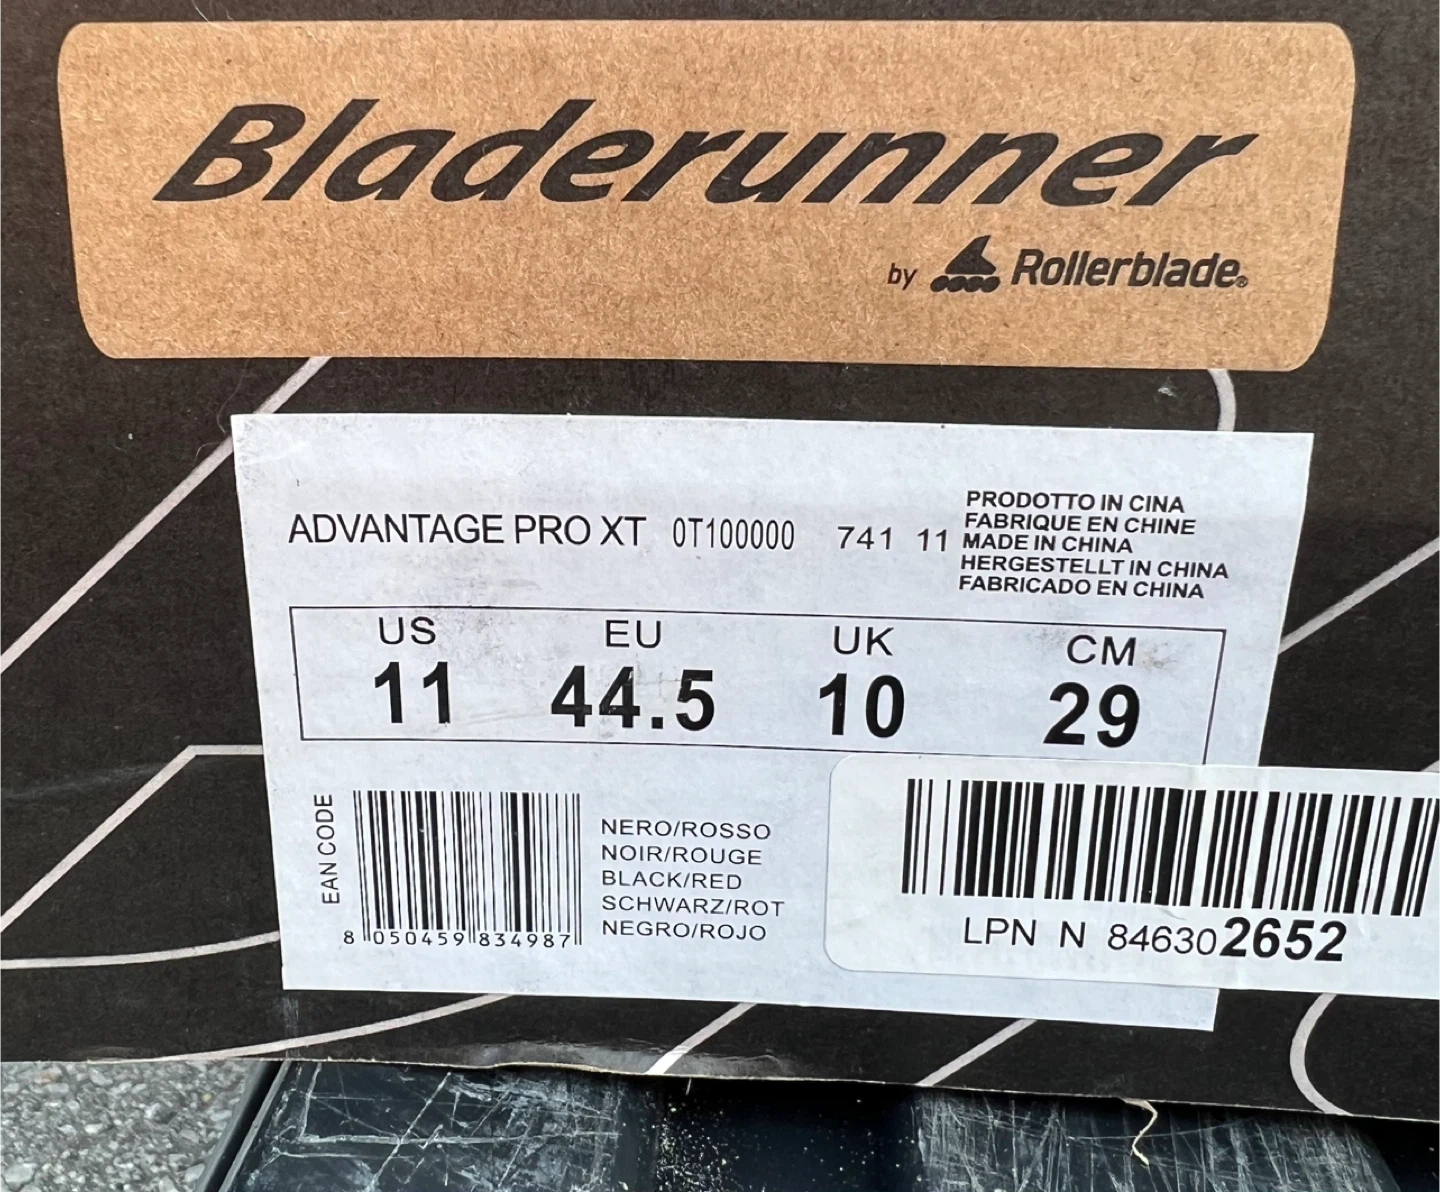 Bladerunner
by Rollerblade®
ADVANTAGE PRO XT 0T100000 741 11
PRODOTTO IN CINA
FABRIQUE EN CHINE
MADE IN CHINA
HERGESTELLT IN CHINA
FABRICADO EN CHINA
US EU UK CM
11 44.5 10 29
EAN CODE
8 050459 834987
NERO/ROSSO
NOIR/ROUGE
BLACK/RED
SCHWARZ/ROT
NEGRO/ROJO
LPN N 846302652